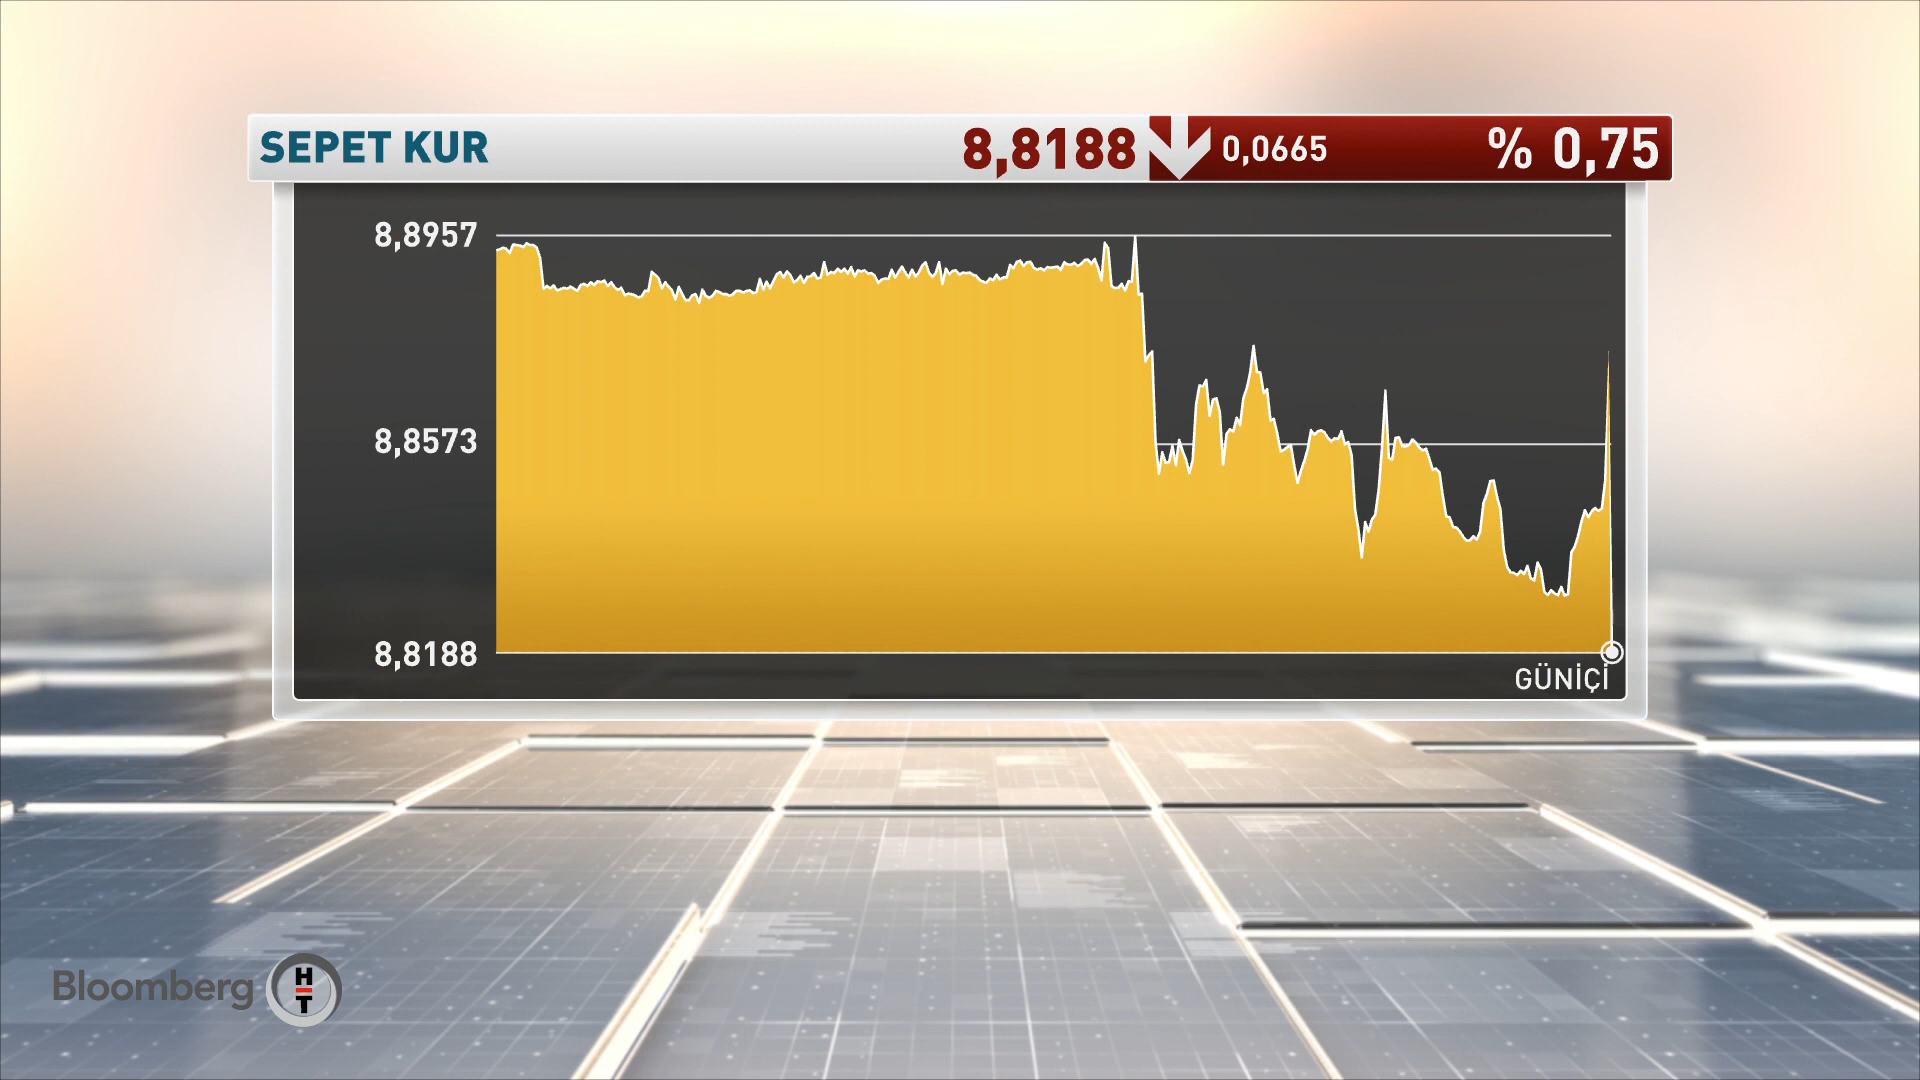 SEPET KUR 8,8188 0,0665 % 0,75
8,8957
8,8573
8,8188
GÜNİÇİ
Bloomberg HT